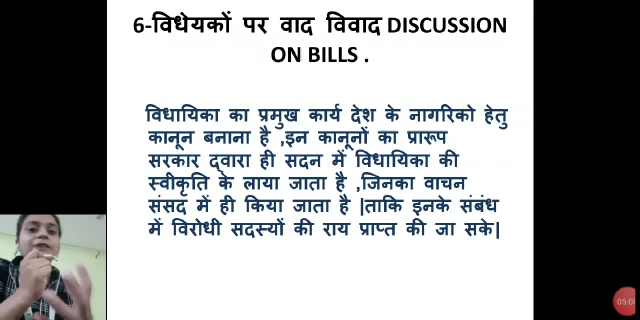 6-विधेयकों पर वाद विवाद DISCUSSION
ON BILLS .
विधायिका का प्रमुख कार्य देश के नागरिको हेतु
कानून बनाना है ,इन कानूनों का प्रारूप
सरकार द्वारा ही सदन में विधायिका की
स्वीकृति के लाया जाता है ,जिनका वाचन
संसद में ही किया जाता है |ताकि इनके संबंध
में विरोधी सदस्यों की राय प्राप्त की जा सके|